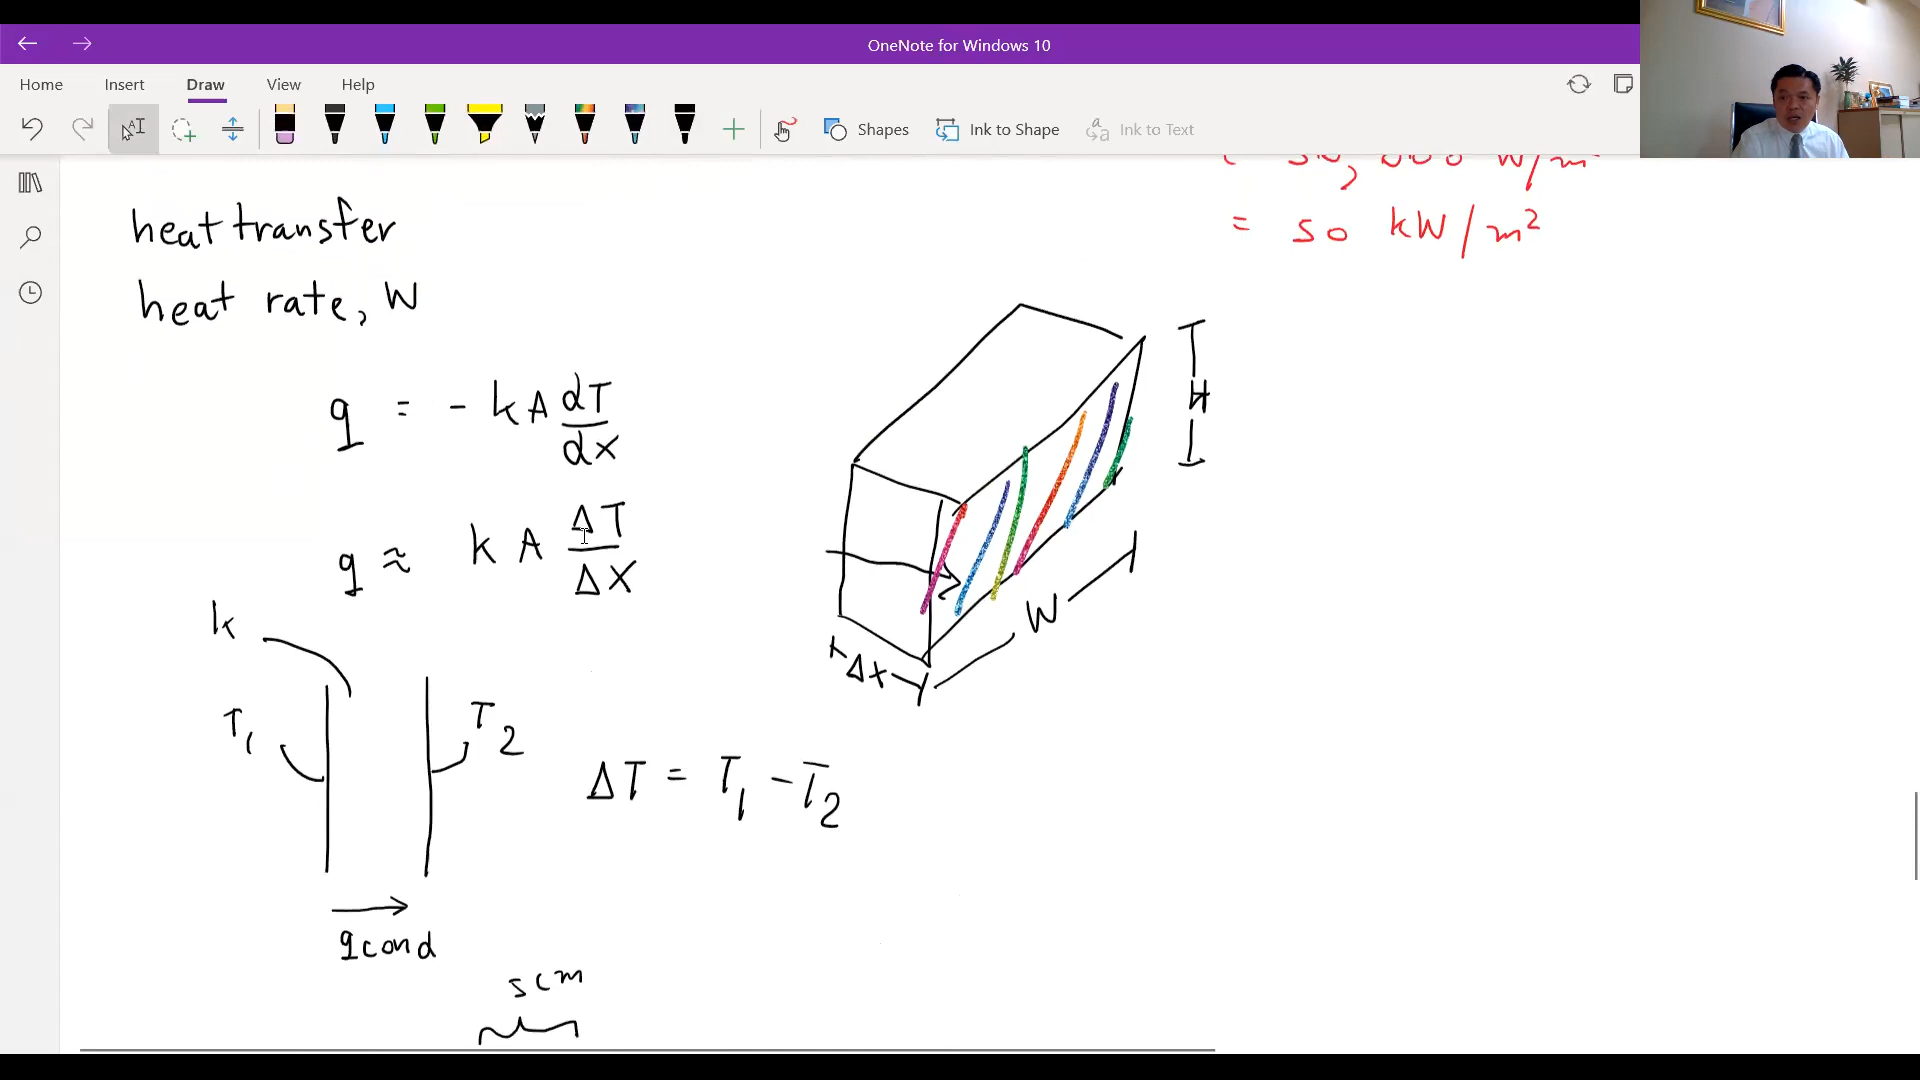 OneNote for Windows 10
Home Insert Draw View Help
Shapes Ink to Shape Ink to Text
= 50 kW/m²
heat transfer
heat rate, W
q = - kA dT/dx
q ≈ k A ΔT/Δx
H
W
Δx
k
T₁
T₂
ΔT = T₁ - T₂
qcond
5cm